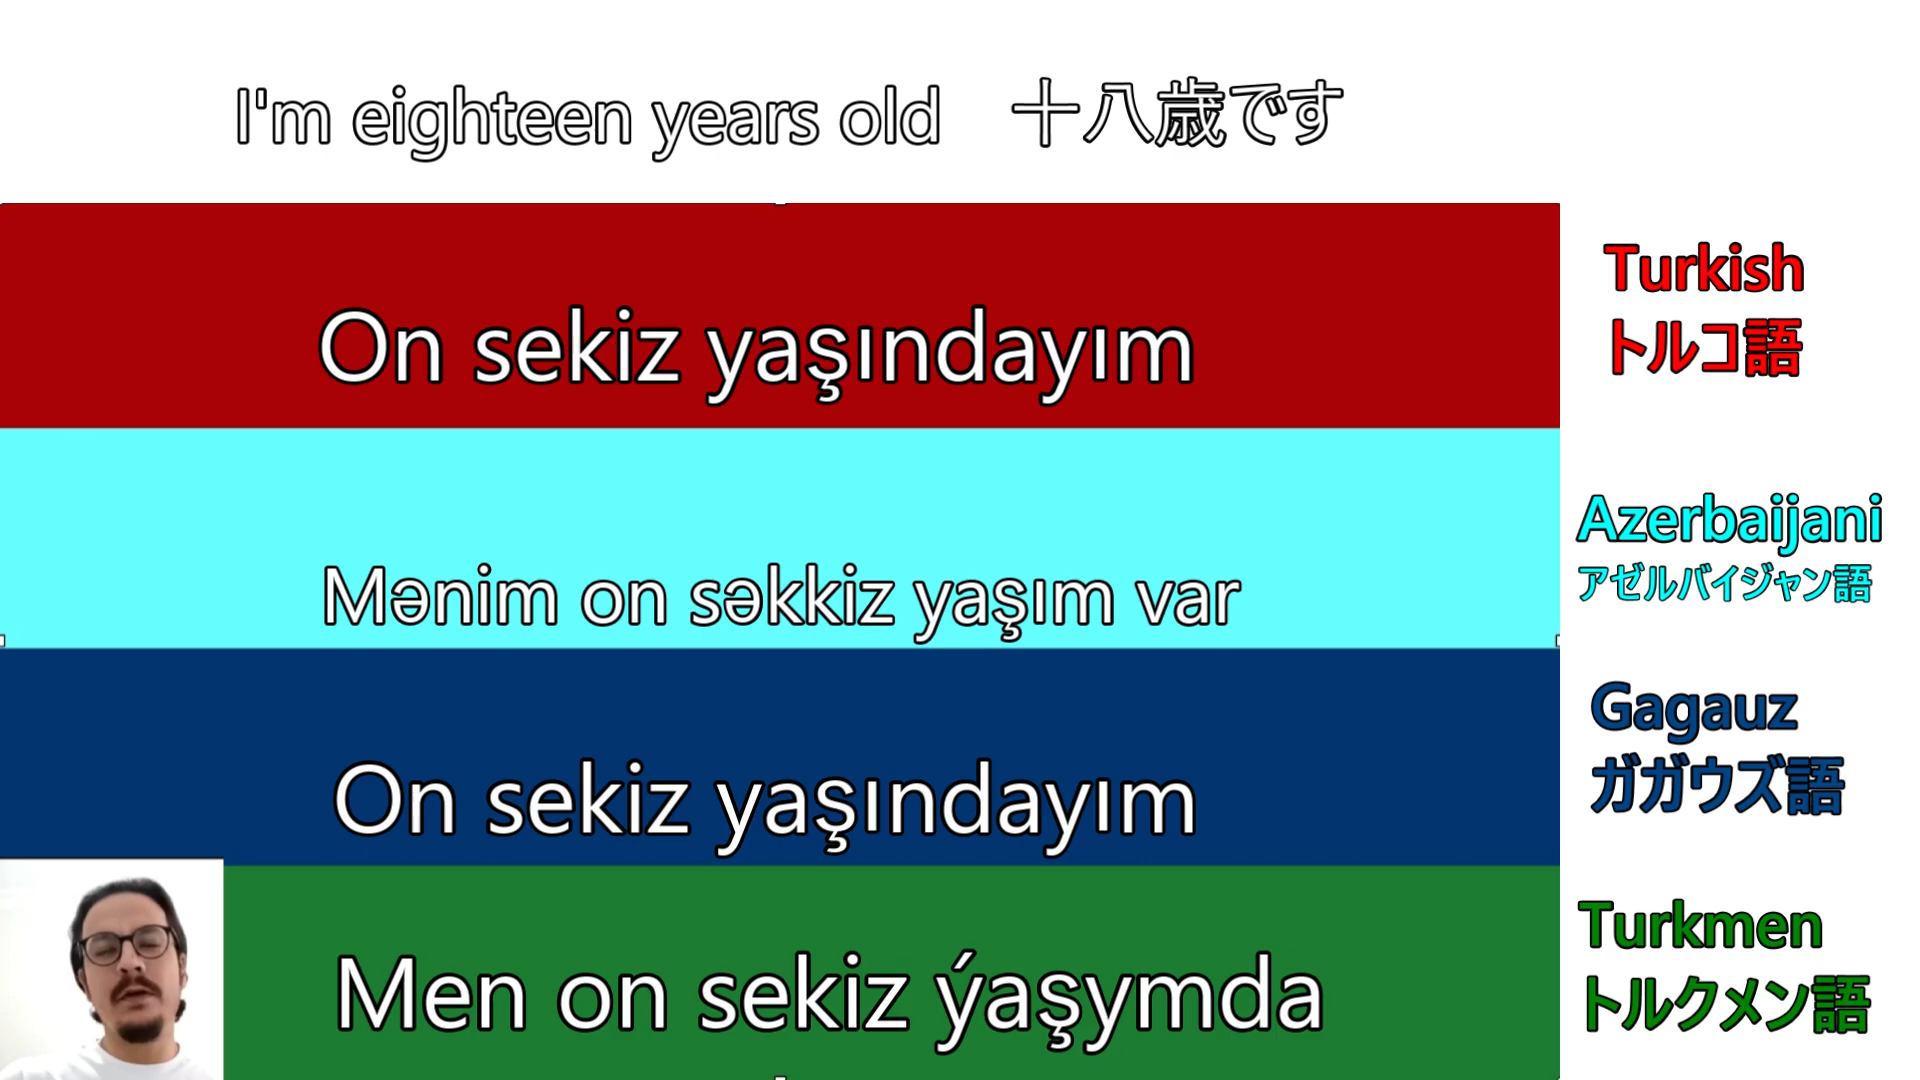 I'm eighteen years old 十八歳です
On sekiz yaşındayım
Turkish
トルコ語
Mənim on səkkiz yaşım var
Azerbaijani
アゼルバイジャン語
On sekiz yaşındayım
Gagauz
ガガウズ語
Men on sekiz ýaşymda
Turkmen
トルクメン語